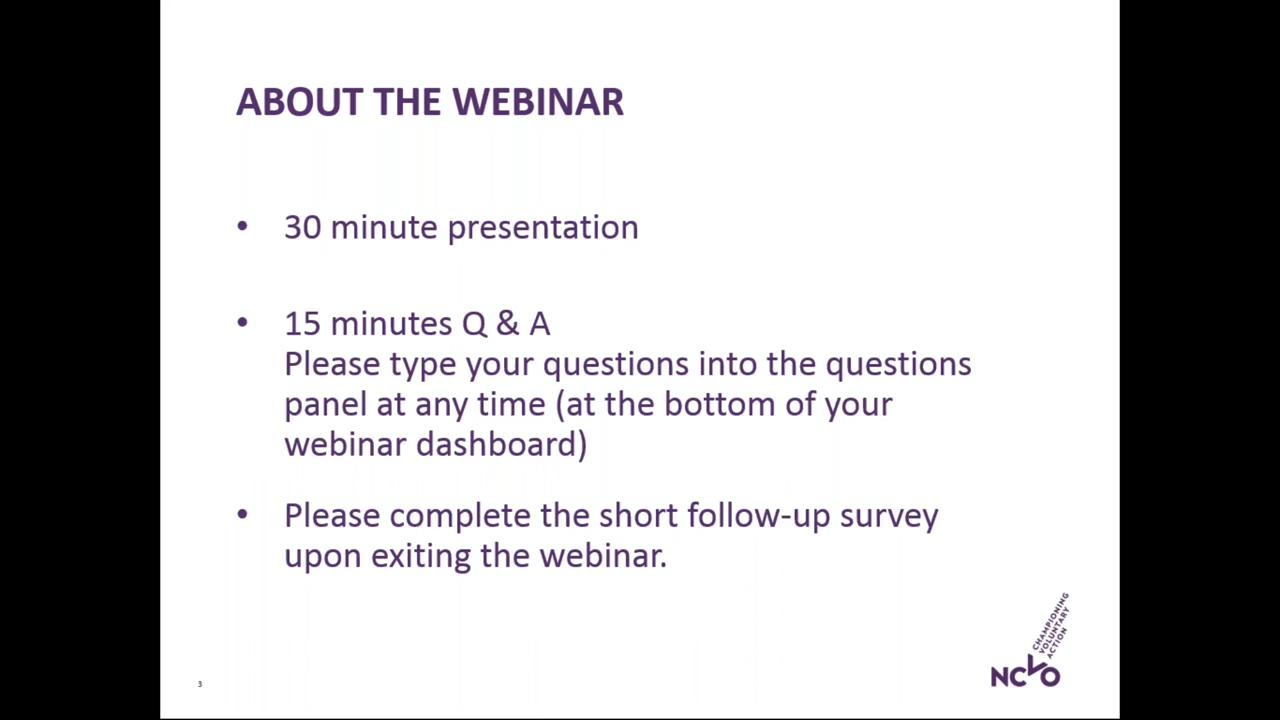 ABOUT THE WEBINAR
• 30 minute presentation
• 15 minutes Q & A
Please type your questions into the questions
panel at any time (at the bottom of your
webinar dashboard)
• Please complete the short follow-up survey
upon exiting the webinar.
CHAMPIONING
VOLUNTARY
ACTION
NCVO
3